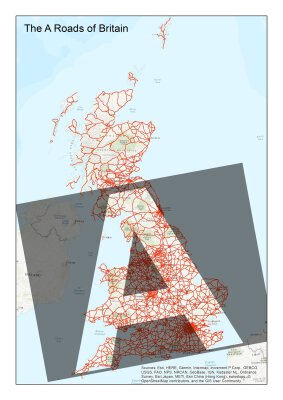 The A Roads of Britain
A
Sources: Esri, HERE, Garmin, Intermap, increment P Corp., GEBCO,
USGS, FAO, NPS, NRCAN, GeoBase, IGN, Kadaster NL, Ordnance
Survey, Esri Japan, METI, Esri China (Hong Kong), swisstopo, ©
OpenStreetMap contributors, and the GIS User Community